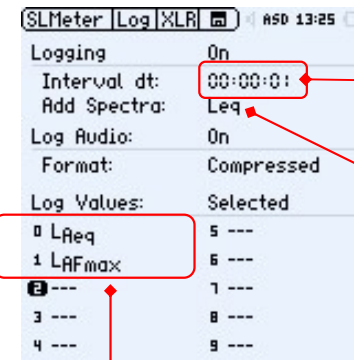 SLMeter Log XLR ASD 13:25
Logging On
Interval dt: 00:00:01
Add Spectra: Leq
Log Audio: On
Format: Compressed
Log Values: Selected
0 LAeq 5 ---
1 LAFmax 6 ---
2 --- 7 ---
3 --- 8 ---
4 --- 9 ---